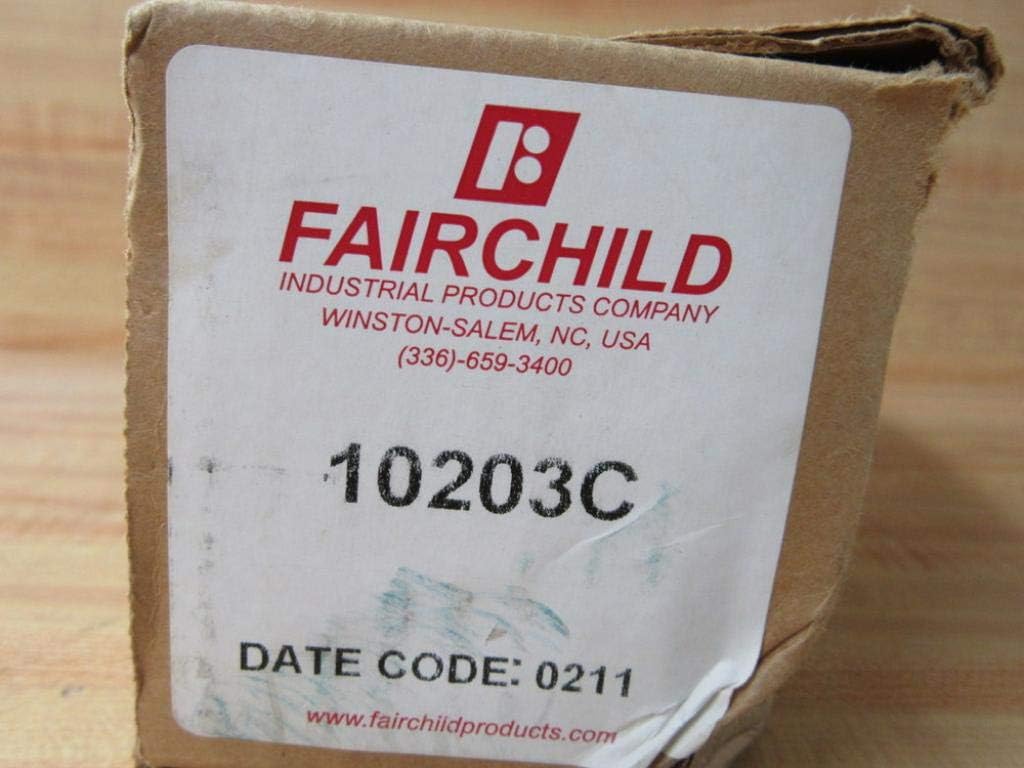 FAIRCHILD
INDUSTRIAL PRODUCTS COMPANY
WINSTON-SALEM, NC, USA
(336)-659-3400
10203C
DATE CODE: 0211
www.fairchildproducts.com